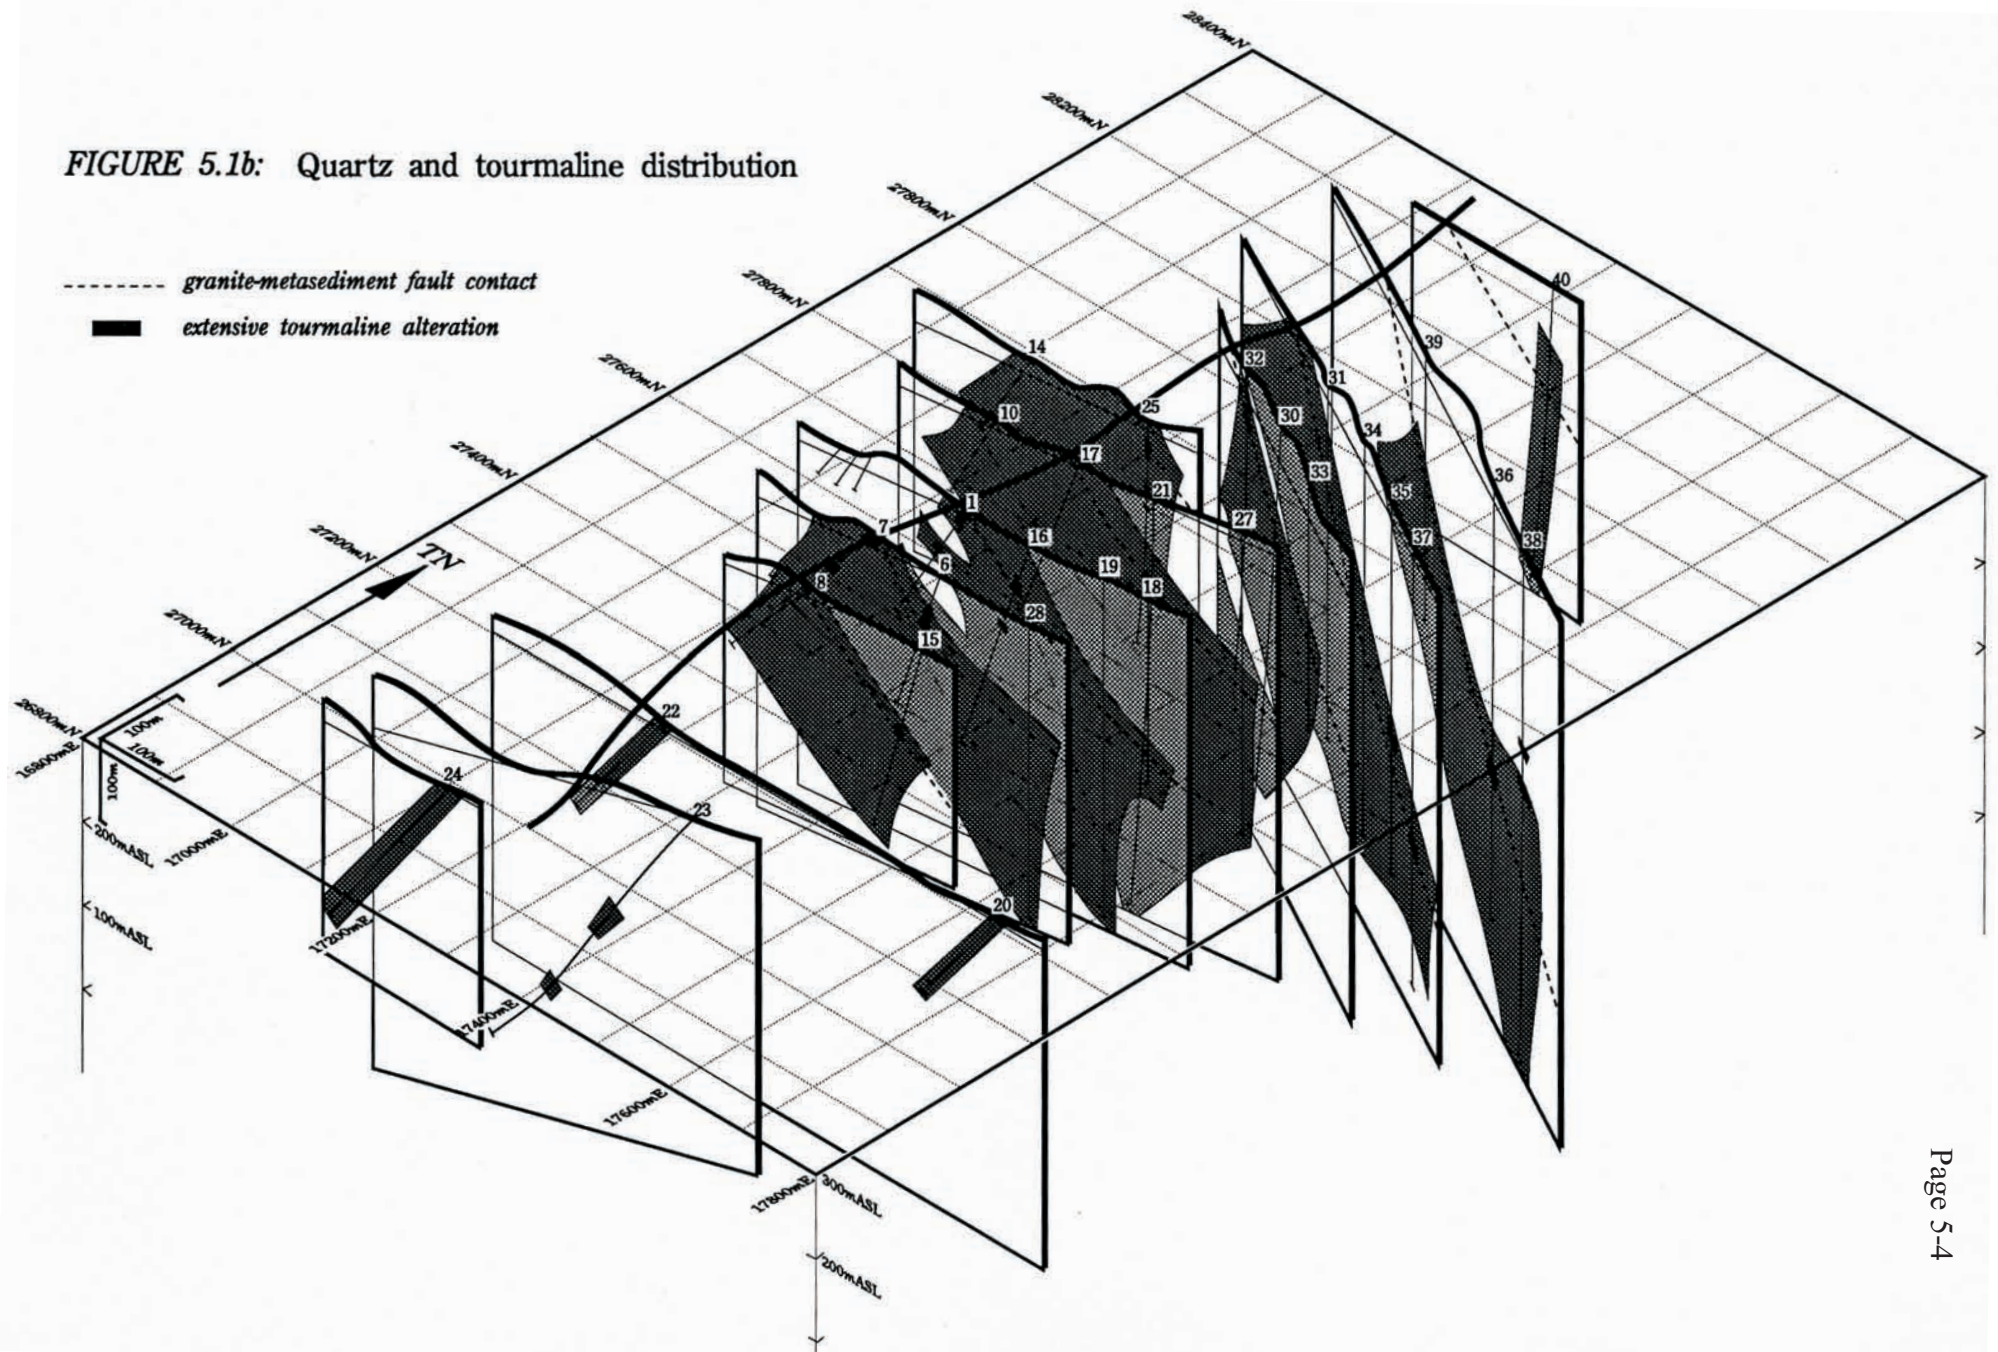 28400mN
28200mN
FIGURE 5.1b: Quartz and tourmaline distribution
27800mN
granite-metasediment fault contact
27800mN
extensive tourmaline alteration
27600mN
27400mN
27200mN
TN
27000mN
26800mN
16800mE
100m
100m
100m
200mASL
17000mE
100mASL
17200mE
17400mE
17600mE
17800mE
300mASL
200mASL
40
39
14
32
31
10
25
30
34
17
33
36
21
35
1
27
7
16
37
38
6
19
8
18
28
15
22
24
23
20
Page 5-4